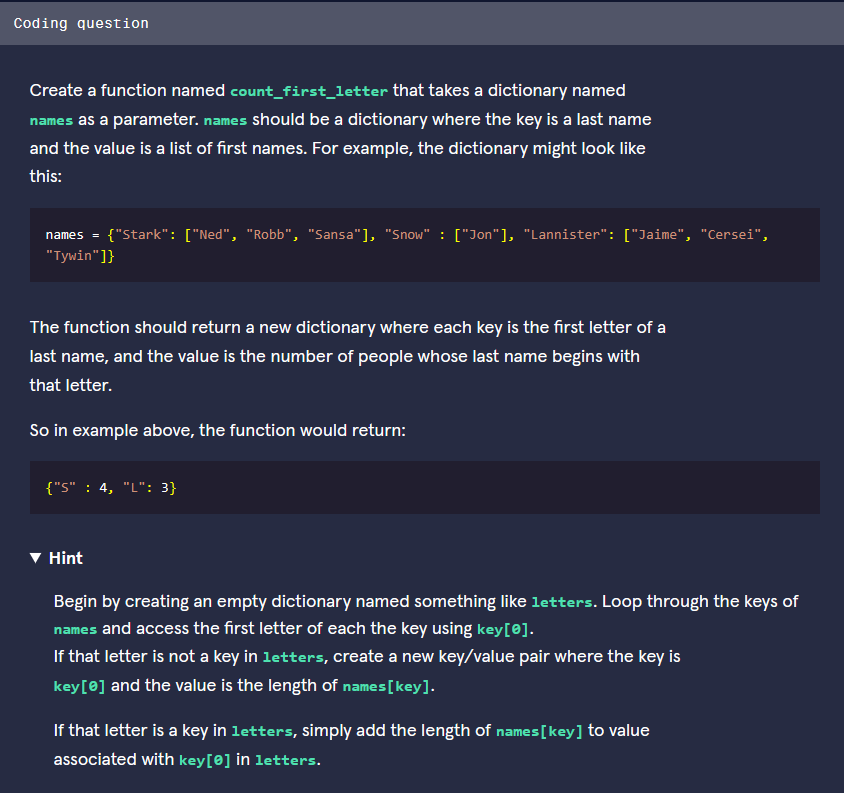 Coding question
Create a function named count_first_letter that takes a dictionary named
names as a parameter. names should be a dictionary where the key is a last name
and the value is a list of first names. For example, the dictionary might look like
this:
names = {"Stark": ["Ned", "Robb", "Sansa"], "Snow" : ["Jon"], "Lannister": ["Jaime", "Cersei",
"Tywin"]}
The function should return a new dictionary where each key is the first letter of a
last name, and the value is the number of people whose last name begins with
that letter.
So in example above, the function would return:
{"S" : 4, "L": 3}
▼ Hint
Begin by creating an empty dictionary named something like letters. Loop through the keys of
names and access the first letter of each the key using key[0].
If that letter is not a key in letters, create a new key/value pair where the key is
key[0] and the value is the length of names[key].
If that letter is a key in letters, simply add the length of names[key] to value
associated with key[0] in letters.